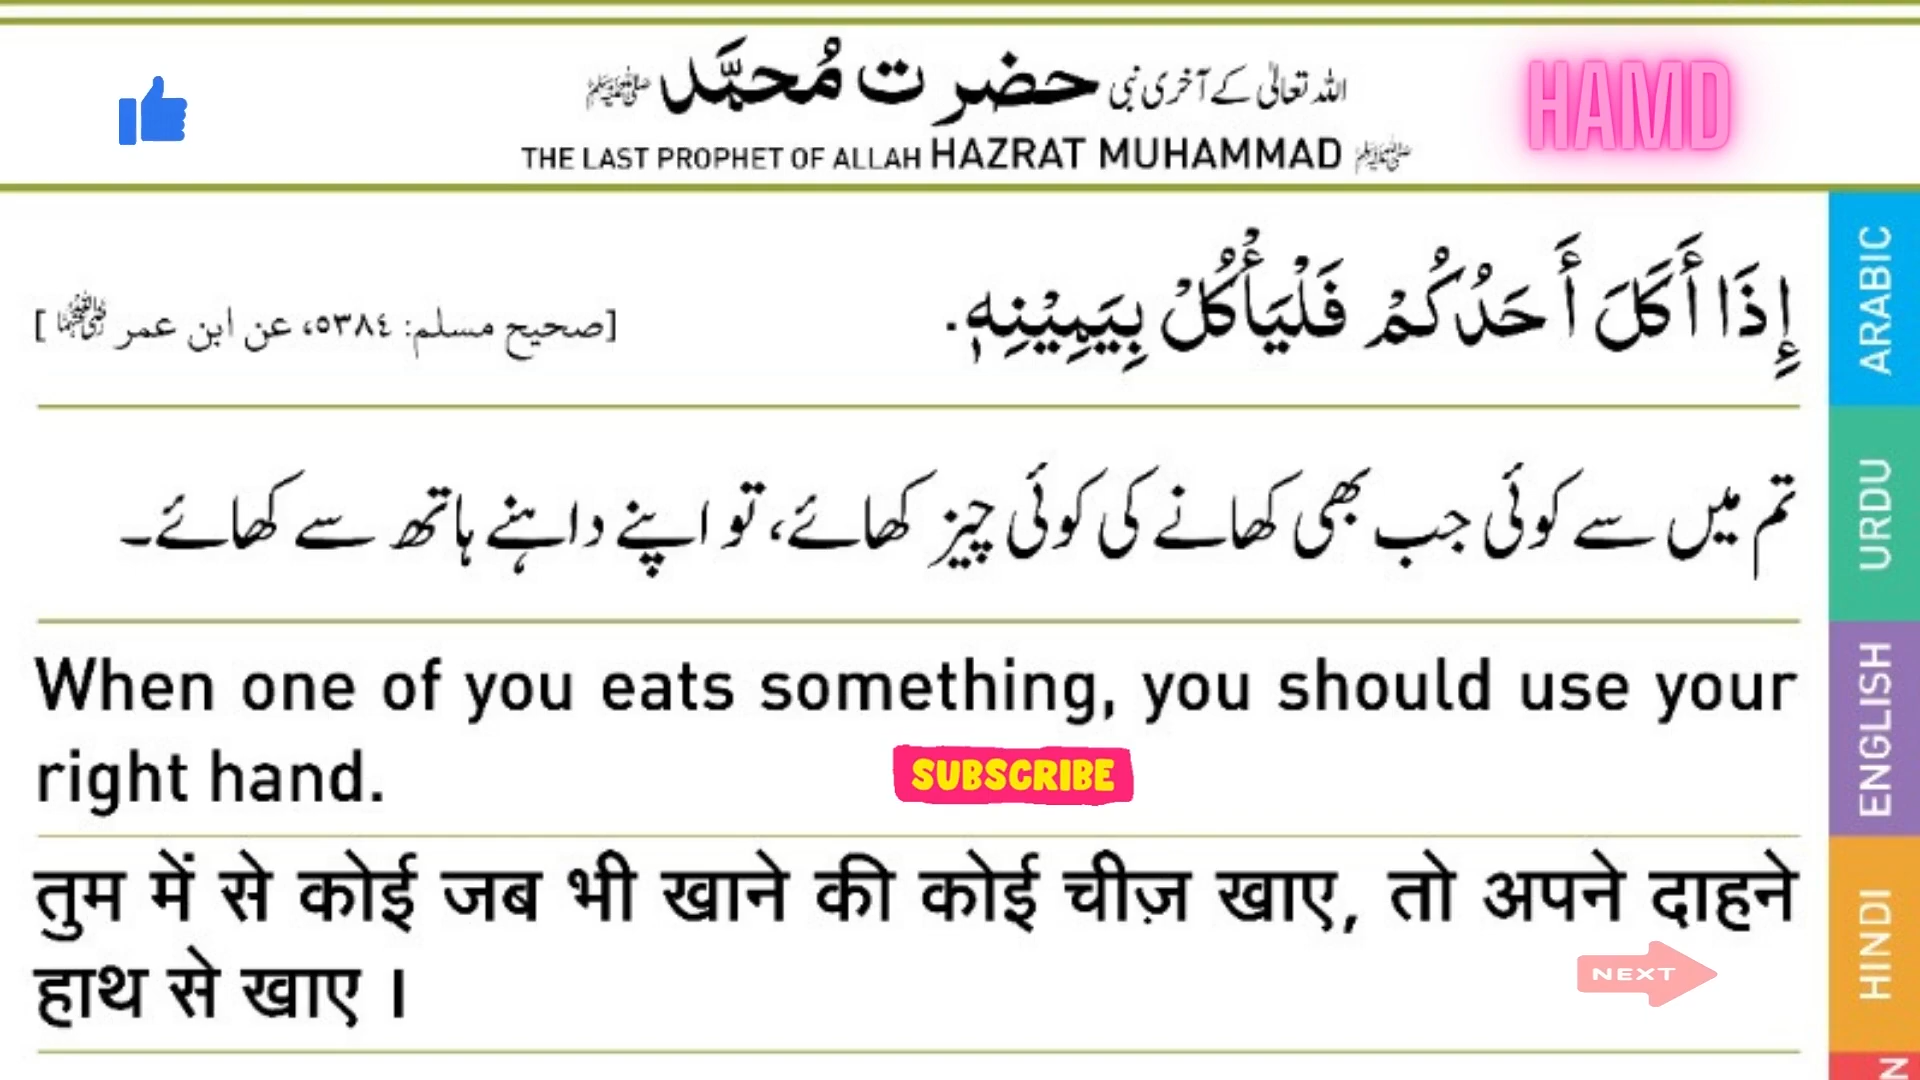 اللہ تعالیٰ کے آخری نبی حضرت مُحمَّد ﷺ
HAMD
THE LAST PROPHET OF ALLAH HAZRAT MUHAMMAD ﷺ
إِذَا أَكَلَ أَحَدُكُمْ فَلْيَأْكُلْ بِيَمِيْنِهٖ. [صحيح مسلم: ٥٣٨٤، عن ابن عمر ]
ARABIC
تم میں سے کوئی جب بھی کھانے کی کوئی چیز کھائے، تو اپنے داہنے ہاتھ سے کھائے۔
URDU
When one of you eats something, you should use your
right hand.
SUBSCRIBE
ENGLISH
तुम में से कोई जब भी खाने की कोई चीज़ खाए, तो अपने दाहने
हाथ से खाए ।
NEXT
HINDI